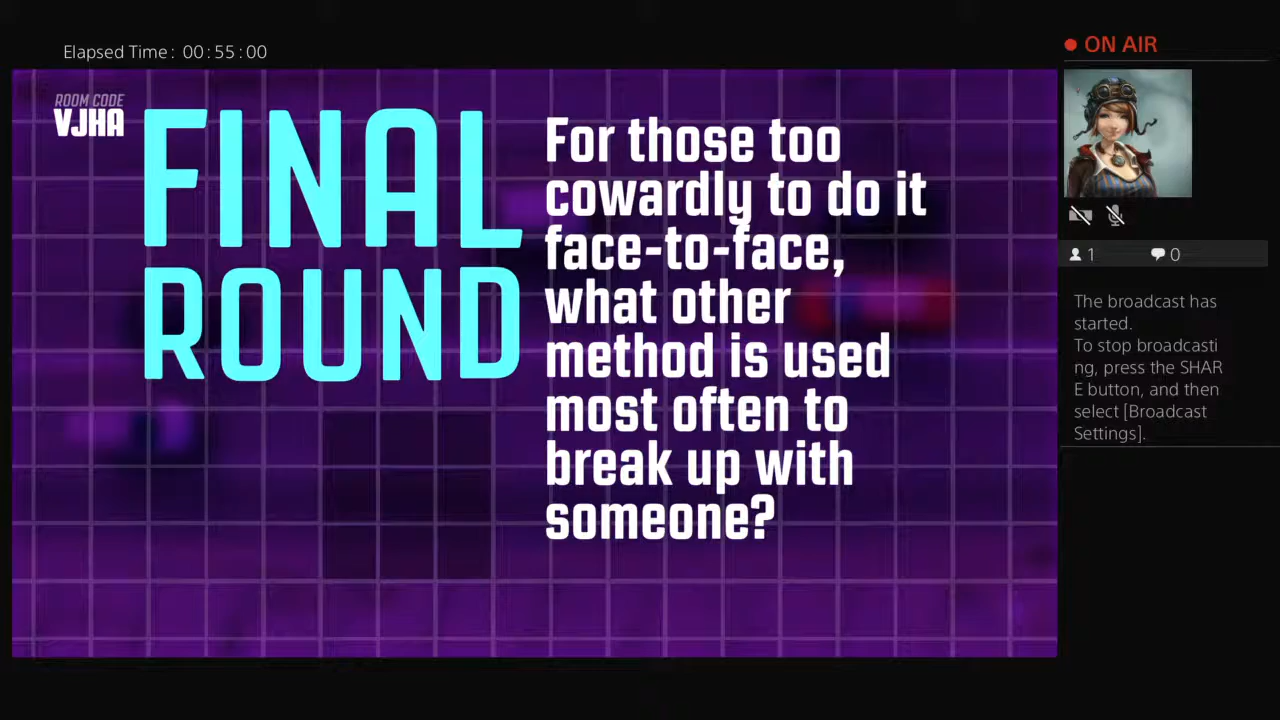 Elapsed Time: 00:55:00
ON AIR
ROOM CODE
VJHA
FINAL
ROUND
For those too
cowardly to do it
face-to-face,
what other
method is used
most often to
break up with
someone?
1
0
The broadcast has
started.
To stop broadcasti
ng, press the SHAR
E button, and then
select [Broadcast
Settings].